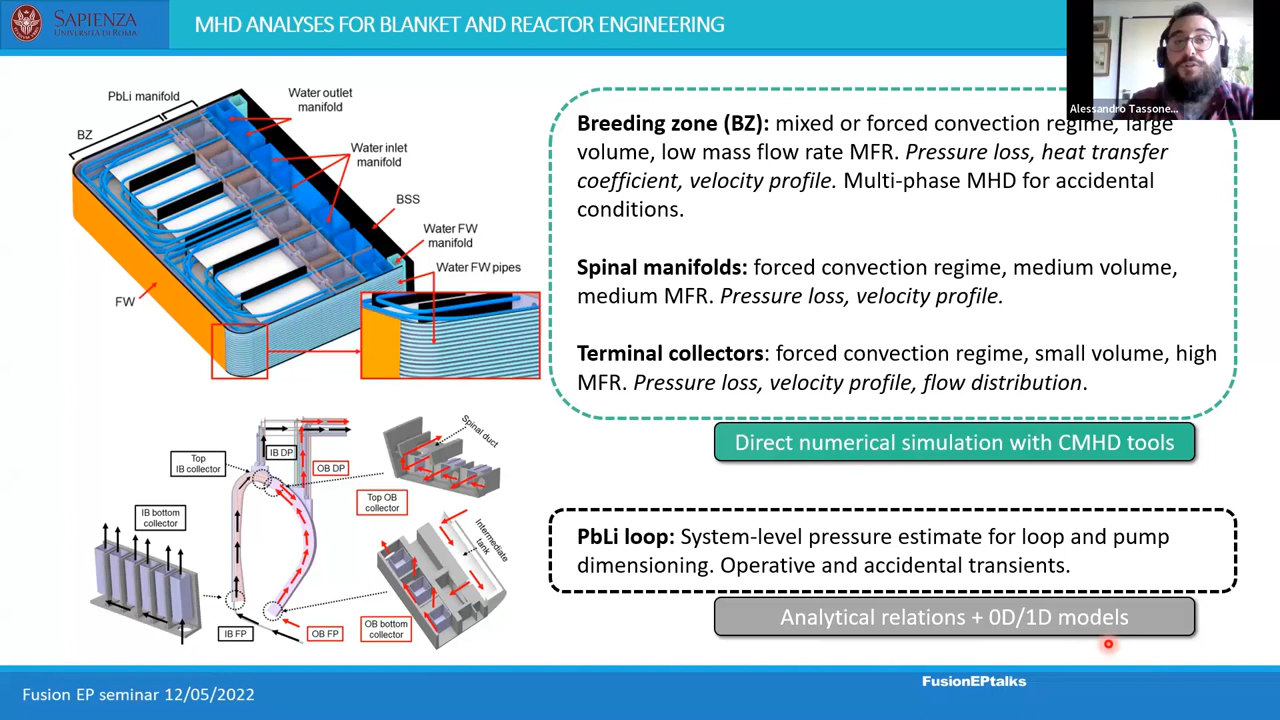 SAPIENZA
UNIVERSITÀ DI ROMA
MHD ANALYSES FOR BLANKET AND REACTOR ENGINEERING
Alessandro Tassone...
PbLi manifold
Water outlet
manifold
BZ
Water inlet
manifold
BSS
Water FW
manifold
Water FW pipes
FW
Breeding zone (BZ): mixed or forced convection regime, large
volume, low mass flow rate MFR. Pressure loss, heat transfer
coefficient, velocity profile. Multi-phase MHD for accidental
conditions.
Spinal manifolds: forced convection regime, medium volume,
medium MFR. Pressure loss, velocity profile.
Terminal collectors: forced convection regime, small volume, high
MFR. Pressure loss, velocity profile, flow distribution.
Direct numerical simulation with CMHD tools
PbLi loop: System-level pressure estimate for loop and pump
dimensioning. Operative and accidental transients.
Analytical relations + 0D/1D models
Top
IB collector
IB DP
OB DP
Spinal duct
Top OB
collector
IB bottom
collector
Intermediate
tank
IB FP
OB FP
OB bottom
collector
Fusion EP seminar 12/05/2022
FusionEPtalks